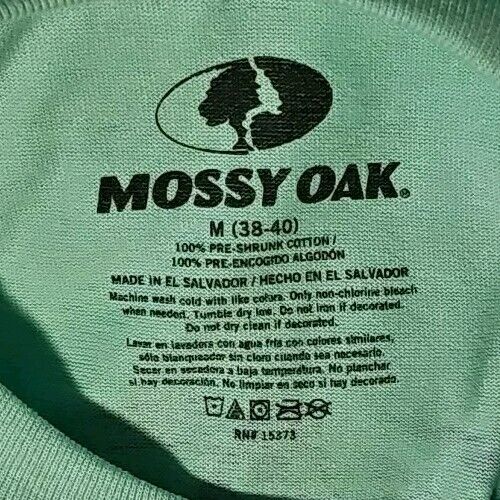 MOSSY OAK®
M (38-40)
100% PRE-SHRUNK COTTON /
100% PRE-ENCOGIDO ALGODÓN
MADE IN EL SALVADOR / HECHO EN EL SALVADOR
Machine wash cold with like colors. Only non-chlorine bleach
when needed. Tumble dry low. Do not iron if decorated.
Do not dry clean if decorated.
Lavar en lavadora con agua fria con colores similares,
sólo blanqueador sin cloro cuando sea necesario.
Secar en secadora a baja temperatura. No planchar
si hay decoración. No limpiar en seco si hay decorado.
RN# 15373